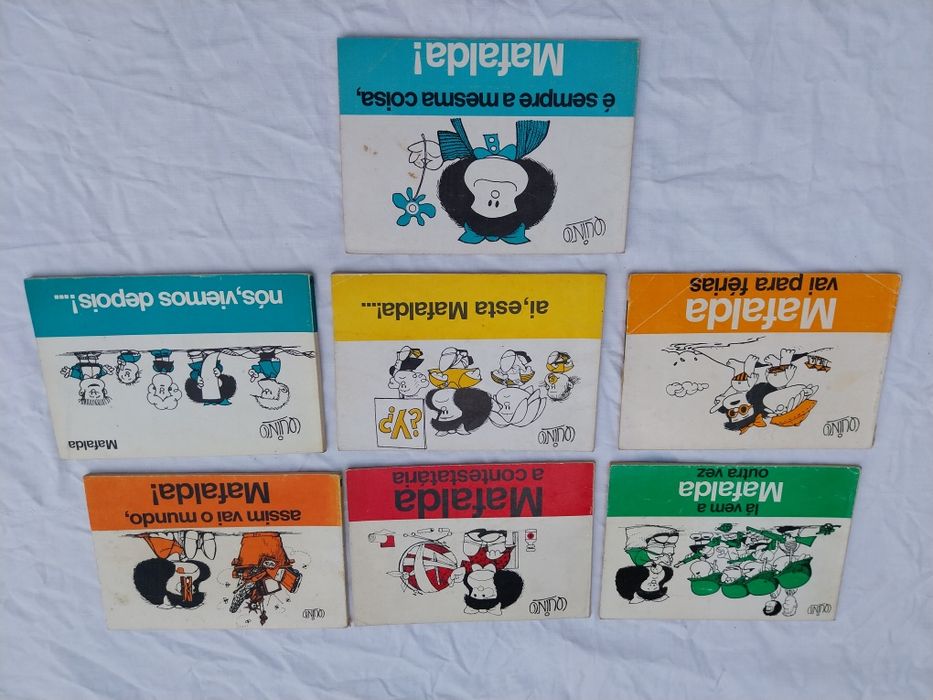 QUINO
lá vem a
Mafalda
outra vez
QUINO
Mafalda
a contestatária
QUINO
assim vai o mundo,
Mafalda!
QUINO
Mafalda
vai para férias
QUINO
¿Y?
ai, esta Mafalda!...
QUINO
Mafalda
nós, viemos depois!...
QUINO
é sempre a mesma coisa,
Mafalda!